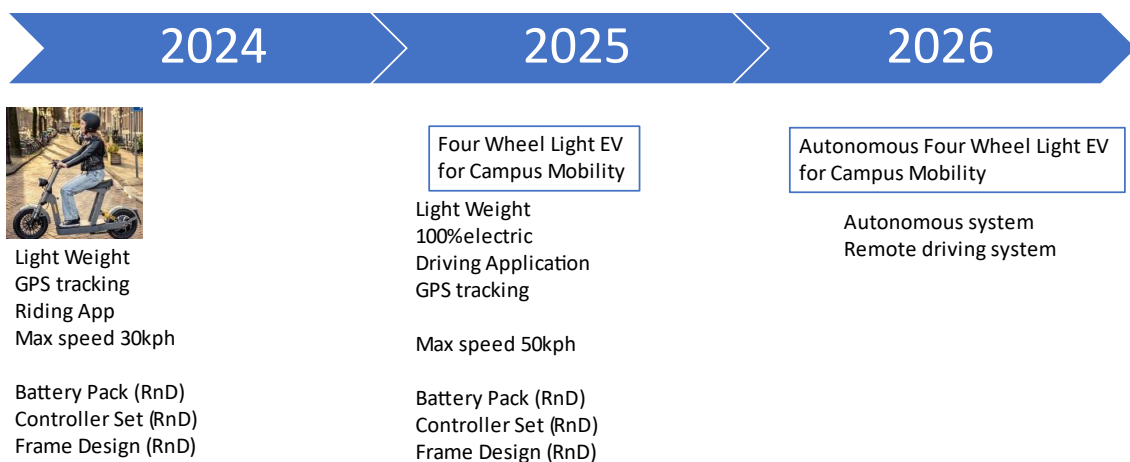 2024
2025
2026
Light Weight
GPS tracking
Riding App
Max speed 30kph
Battery Pack (RnD)
Controller Set (RnD)
Frame Design (RnD)
Four Wheel Light EV
for Campus Mobility
Light Weight
100%electric
Driving Application
GPS tracking
Max speed 50kph
Battery Pack (RnD)
Controller Set (RnD)
Frame Design (RnD)
Autonomous Four Wheel Light EV
for Campus Mobility
Autonomous system
Remote driving system